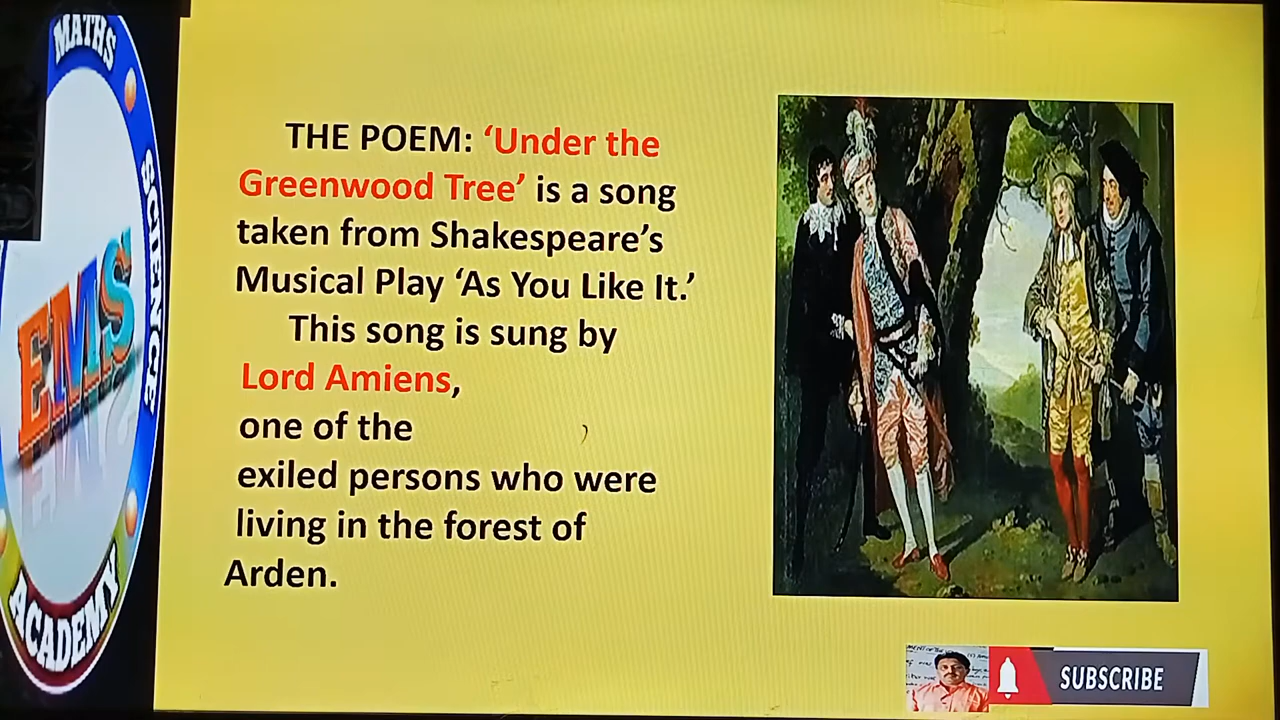 MATHS
SCIENCE
EMS
ACADEMY
THE POEM: ‘Under the
Greenwood Tree’ is a song
taken from Shakespeare’s
Musical Play ‘As You Like It.’
This song is sung by
Lord Amiens,
one of the
exiled persons who were
living in the forest of
Arden.
SUBSCRIBE